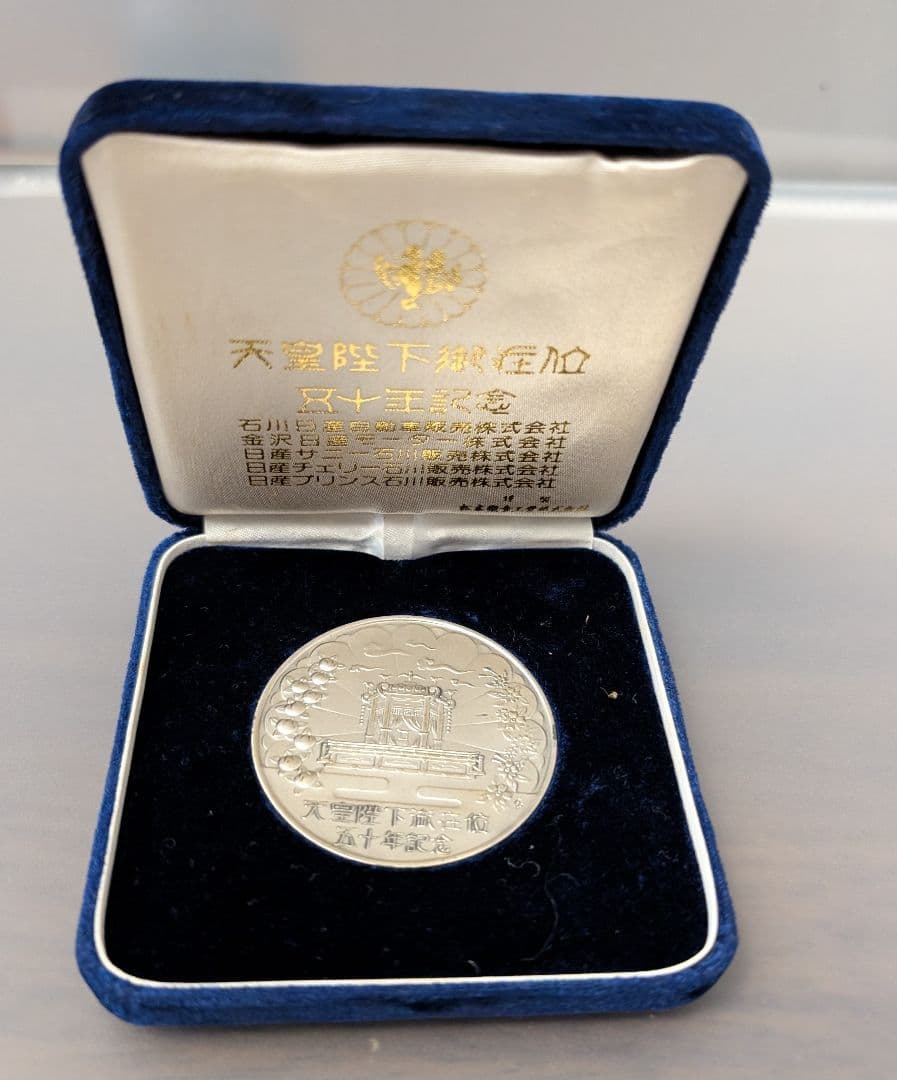 天皇陛下御在位
五十年記念
石川日産自動車販売株式会社
金沢日産モーター株式会社
日産サニー石川販売株式会社
日産チェリー石川販売株式会社
日産プリンス石川販売株式会社
天皇陛下御在位
五十年記念